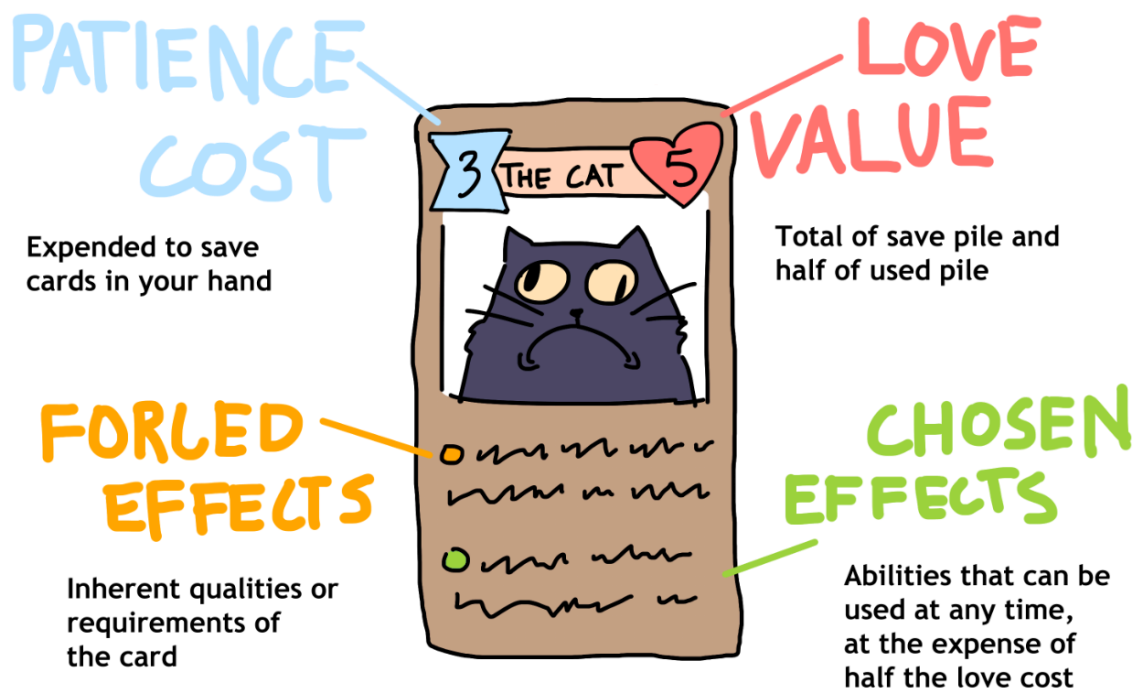 PATIENCE
COST
Expended to save
cards in your hand
LOVE
VALUE
Total of save pile and
half of used pile
3 THE CAT 5
FORCED
EFFECTS
Inherent qualities or
requirements of
the card
CHOSEN
EFFECTS
Abilities that can be
used at any time,
at the expense of
half the love cost